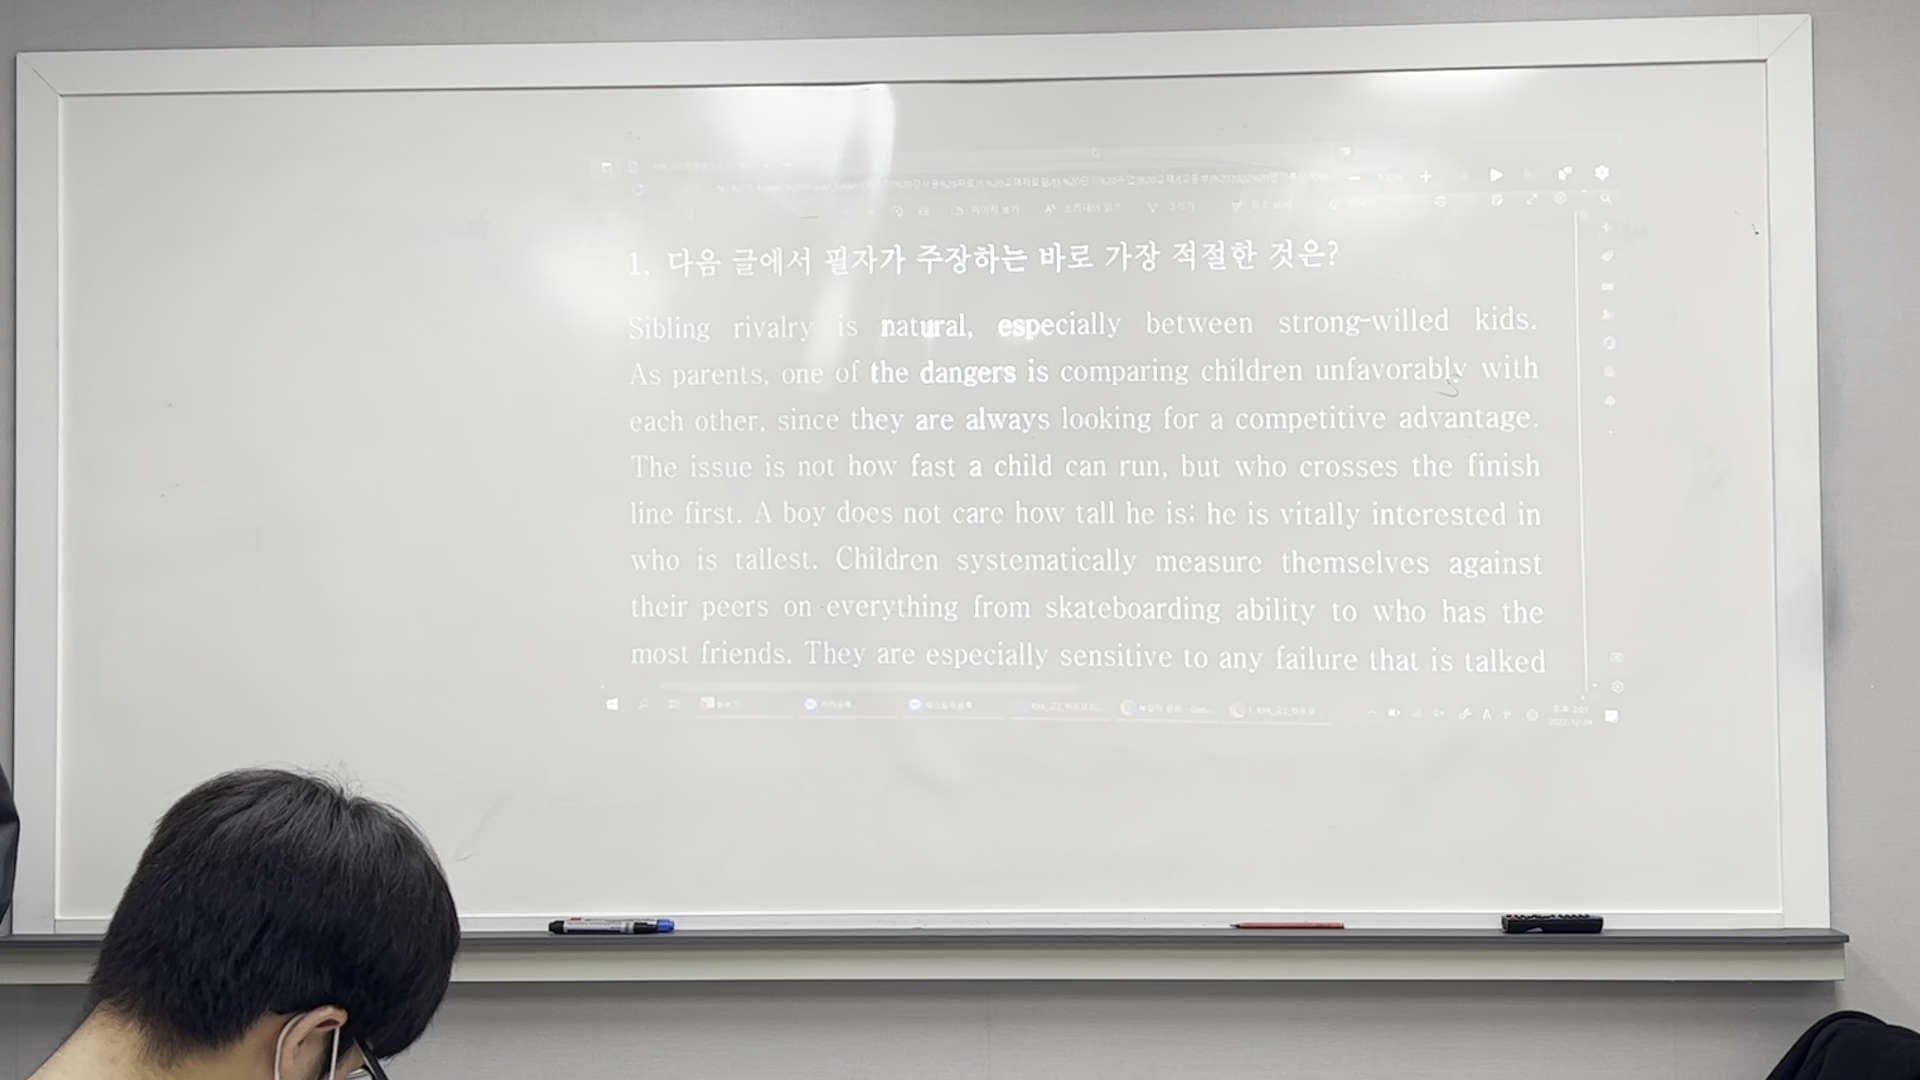 1. 다음 글에서 필자가 주장하는 바로 가장 적절한 것은?
Sibling rivalry is natural, especially between strong-willed kids.
As parents, one of the dangers is comparing children unfavorably with
each other, since they are always looking for a competitive advantage.
The issue is not how fast a child can run, but who crosses the finish
line first. A boy does not care how tall he is; he is vitally interested in
who is tallest. Children systematically measure themselves against
their peers on everything from skateboarding ability to who has the
most friends. They are especially sensitive to any failure that is talked